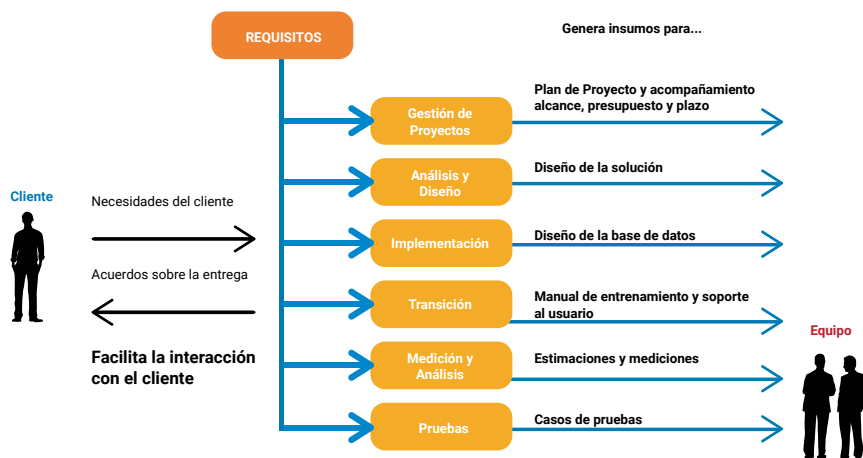 REQUISITOS
Genera insumos para...
Gestión de
Proyectos
Plan de Proyecto y acompañamiento
alcance, presupuesto y plazo
Análisis y
Diseño
Diseño de la solución
Cliente
Necesidades del cliente
Implementación
Diseño de la base de datos
Acuerdos sobre la entrega
Transición
Manual de entrenamiento y soporte
al usuario
Facilita la interacción
con el cliente
Medición y
Análisis
Estimaciones y mediciones
Equipo
Pruebas
Casos de pruebas